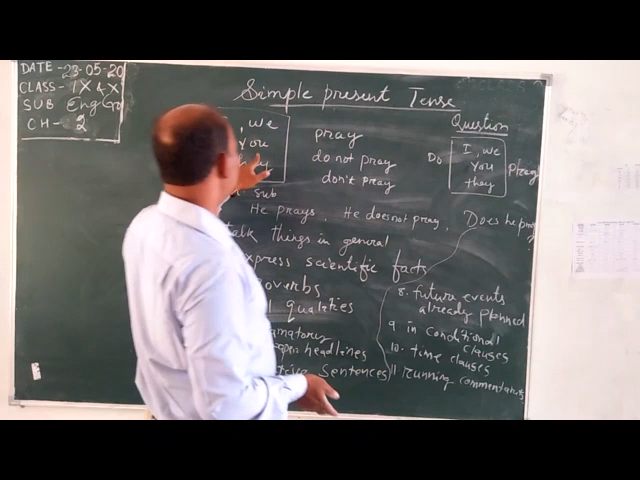 DATE - 23-05-20
CLASS - IX & X
SUB Eng Gr
CH - 2
Simple present Tense
, we
you
pray
do not pray
don't pray
sub
Question
Do
I, we
you
they
pray
He prays, He does not pray, Does he pray ?
talk things in general
express scientific facts
qualities
headlines
Sentences
8. future events already planned
9 in conditional clauses
10. time clauses
11 running commentary